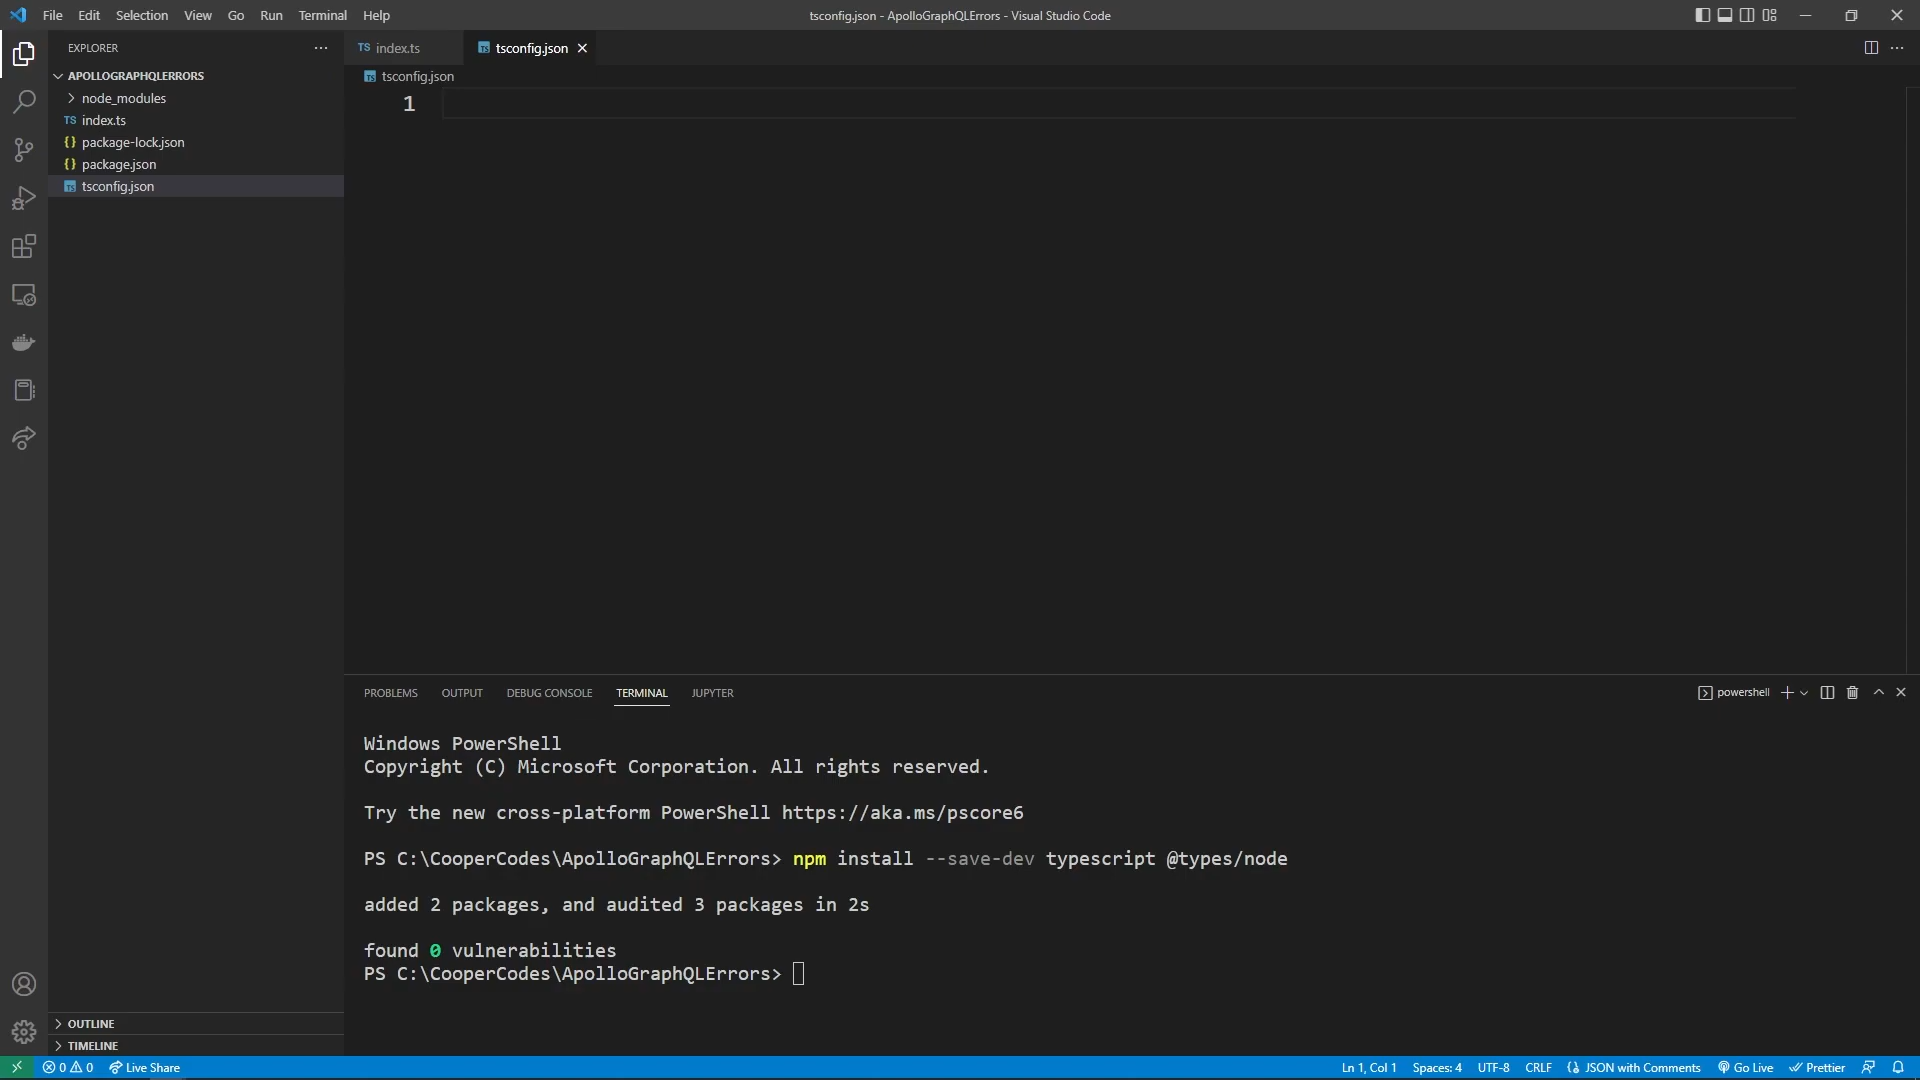 File Edit Selection View Go Run Terminal Help
tsconfig.json - ApolloGraphQLErrors - Visual Studio Code
EXPLORER
APOLLOGRAPHQLERRORS
node_modules
TS index.ts
{} package-lock.json
{} package.json
TS tsconfig.json
OUTLINE
TIMELINE
TS index.ts
TS tsconfig.json
TS tsconfig.json
1
PROBLEMS OUTPUT DEBUG CONSOLE TERMINAL JUPYTER
powershell
Windows PowerShell
Copyright (C) Microsoft Corporation. All rights reserved.
Try the new cross-platform PowerShell https://aka.ms/pscore6
PS C:\CooperCodes\ApolloGraphQLErrors> npm install --save-dev typescript @types/node
added 2 packages, and audited 3 packages in 2s
found 0 vulnerabilities
PS C:\CooperCodes\ApolloGraphQLErrors>
0 0 Live Share
Ln 1, Col 1 Spaces: 4 UTF-8 CRLF {} JSON with Comments Go Live Prettier